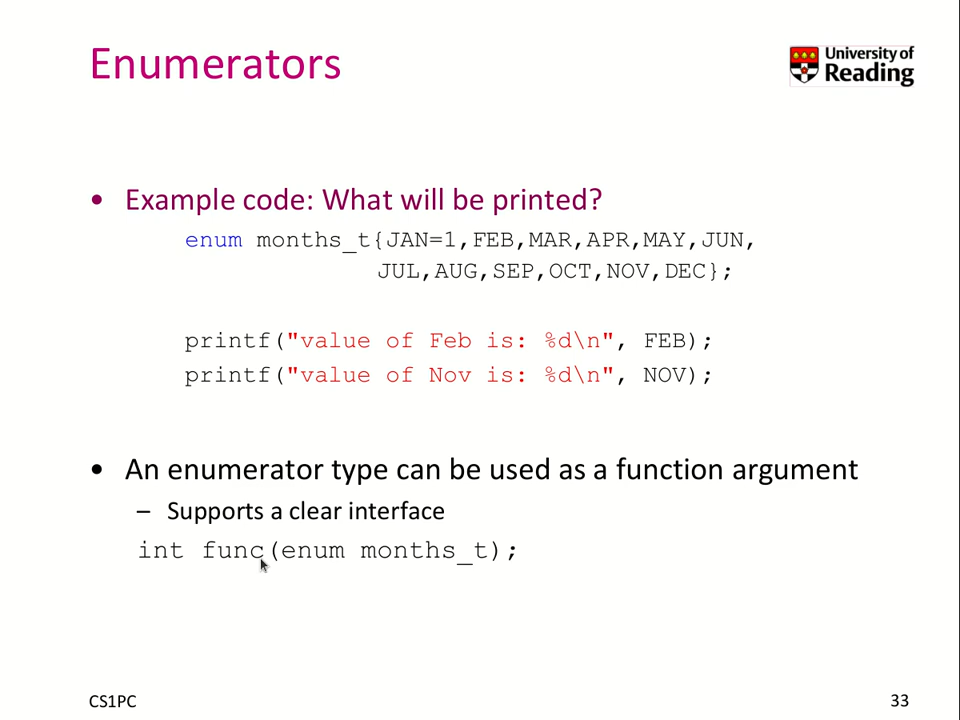 Enumerators
University of
Reading
• Example code: What will be printed?
enum months_t{JAN=1,FEB,MAR,APR,MAY,JUN,
JUL,AUG,SEP,OCT,NOV,DEC};
printf("value of Feb is: %d\n", FEB);
printf("value of Nov is: %d\n", NOV);
• An enumerator type can be used as a function argument
– Supports a clear interface
int func(enum months_t);
CS1PC
33